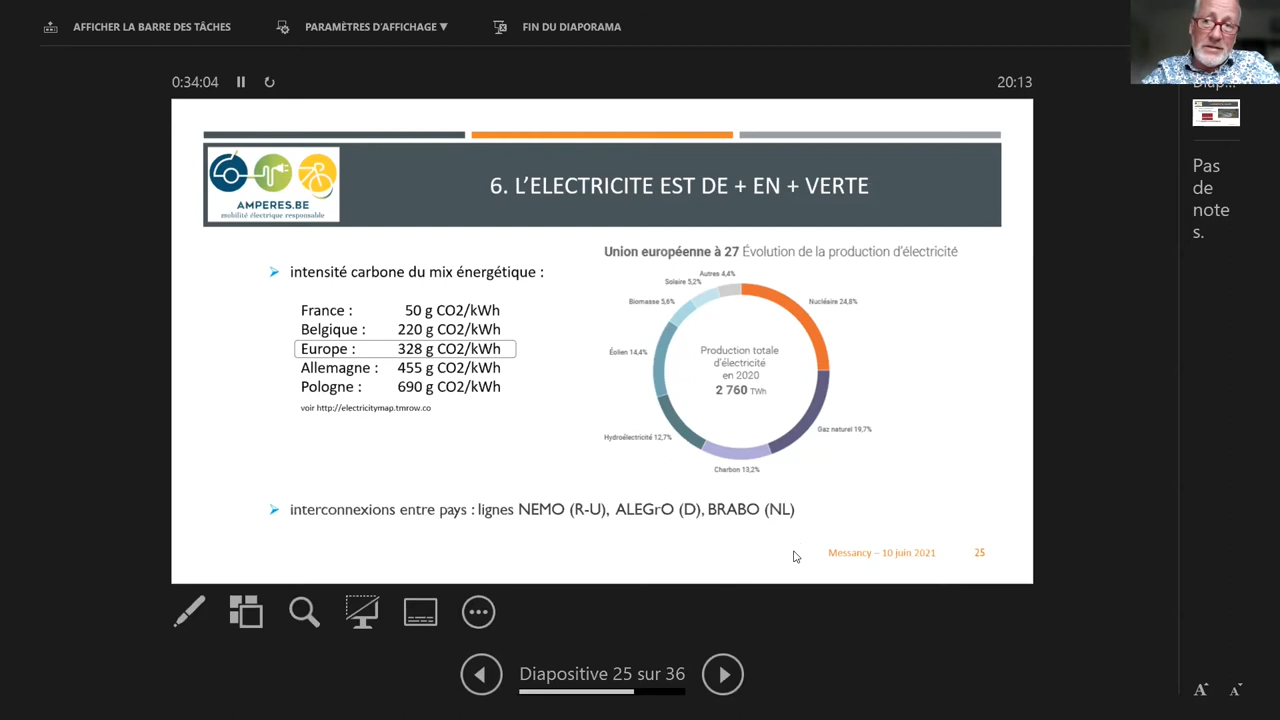 AFFICHER LA BARRE DES TÂCHES
PARAMÈTRES D'AFFICHAGE ▼
FIN DU DIAPORAMA
0:34:04
20:13
Diap...
AMPERES.BE
mobilité électrique responsable
6. L'ELECTRICITE EST DE + EN + VERTE
Union européenne à 27 Évolution de la production d'électricité
intensité carbone du mix énergétique :
France : 50 g CO2/kWh
Belgique : 220 g CO2/kWh
Europe : 328 g CO2/kWh
Allemagne : 455 g CO2/kWh
Pologne : 690 g CO2/kWh
voir http://electricitymap.tmrow.co
Autres 4,4%
Solaire 5,2%
Biomasse 5,6%
Nucléaire 24,8%
Éolien 14,4%
Production totale
d'électricité
en 2020
2 760 TWh
Gaz naturel 19,7%
Hydroélectricité 12,7%
Charbon 13,2%
interconnexions entre pays : lignes NEMO (R-U), ALEGrO (D), BRABO (NL)
Messancy – 10 juin 2021
25
Pas
de
note
s.
Diapositive 25 sur 36
A
A